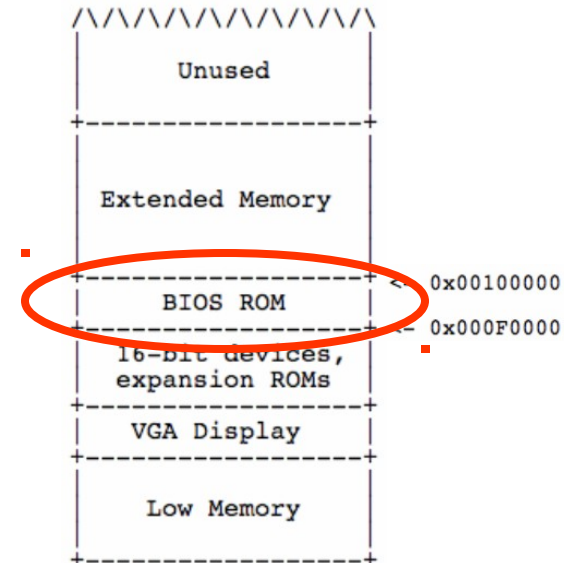 /\/\/\/\/\/\/\/\/\/\
Unused
Extended Memory
<- 0x00100000
BIOS ROM
<- 0x000F0000
16-bit devices,
expansion ROMs
VGA Display
Low Memory